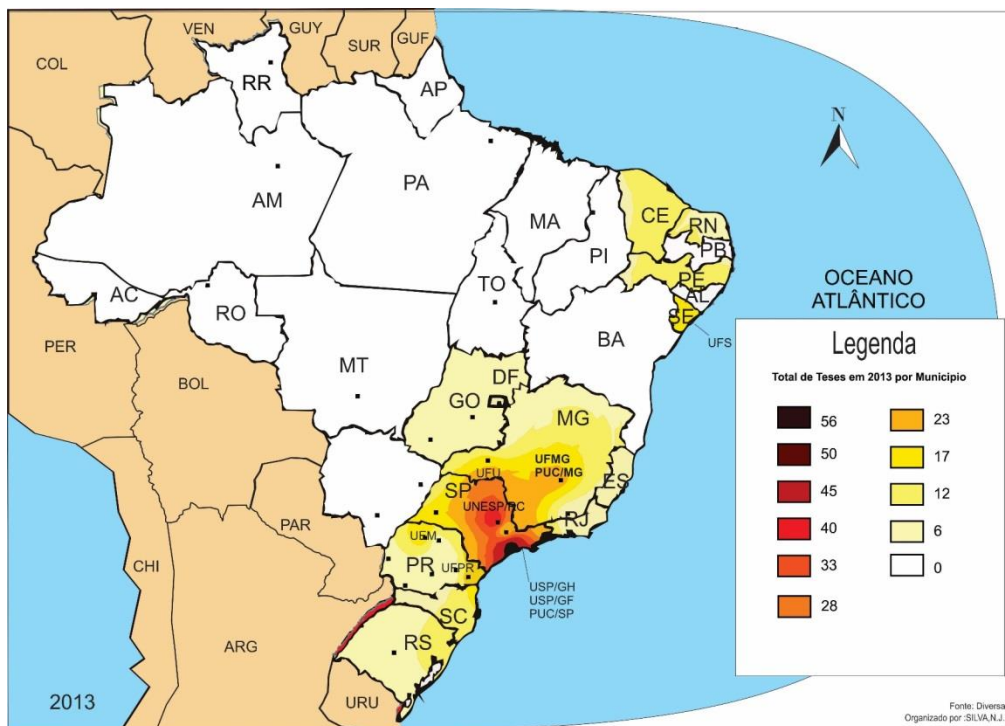 VEN
GUY
SUR
GUF
COL
RR
AP
N
AM
PA
MA
CE
RN
PB
PI
PE
AL
SE
TO
AC
RO
BA
OCEANO
ATLÂNTICO
UFS
PER
BOL
MT
DF
GO
MG
UFMG
PUC/MG
UFU
ES
SP
UNESP/RC
RJ
PAR
UEM
PR
UFPR
USP/GH
USP/GF
PUC/SP
CHI
SC
RS
ARG
URU
2013
Legenda
Total de Teses em 2013 por Municipio
56
50
45
40
33
28
23
17
12
6
0
Fonte: Diversa
Organizado por :SILVA.N.J.